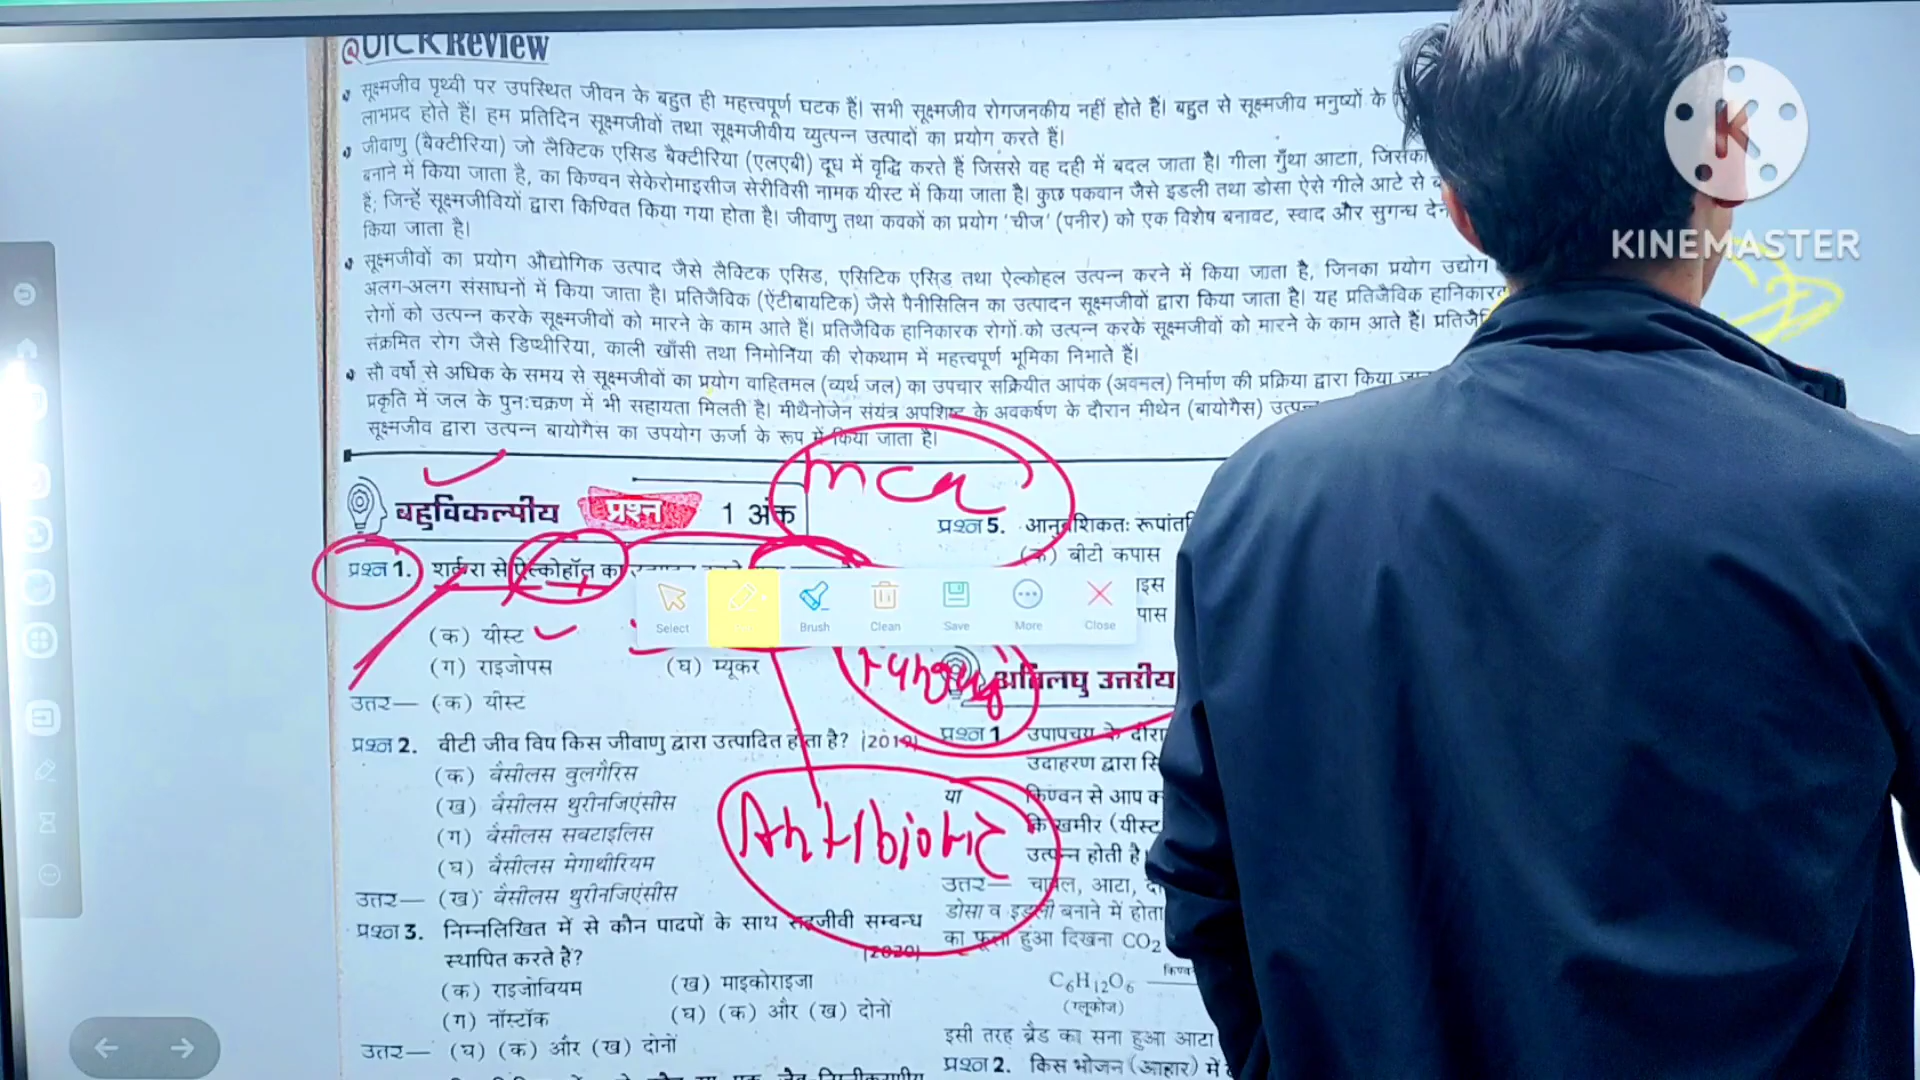 QUICK Review
सूक्ष्मजीव पृथ्वी पर उपस्थित जीवन के बहुत ही महत्त्वपूर्ण घटक हैं। सभी सूक्ष्मजीव रोगजनकीय नहीं होते हैं। बहुत से सूक्ष्मजीव मनुष्यों के
लाभप्रद होते हैं। हम प्रतिदिन सूक्ष्मजीवों तथा सूक्ष्मजीवीय व्युत्पन्न उत्पादों का प्रयोग करते हैं।
जीवाणु (बैक्टीरिया) जो लैक्टिक एसिड बैक्टीरिया (एलएबी) दूध में वृद्धि करते हैं जिससे वह दही में बदल जाता है। गीला गुँथा आटाा, जिसका
बनाने में किया जाता है, का किण्वन सेकेरोमाइसीज सेरीविसी नामक यीस्ट में किया जाता है। कुछ पकवान जैसे इडली तथा डोसा ऐसे गीले आटे से
हैं; जिन्हें सूक्ष्मजीवियों द्वारा किण्वित किया गया होता है। जीवाणु तथा कवकों का प्रयोग 'चीज' (पनीर) को एक विशेष बनावट, स्वाद और सुगन्ध
किया जाता है।
सूक्ष्मजीवों का प्रयोग औद्योगिक उत्पाद जैसे लैक्टिक एसिड, एसिटिक एसिड तथा ऐल्कोहल उत्पन्न करने में किया जाता है, जिनका प्रयोग उद्योग
अलग-अलग संसाधनों में किया जाता है। प्रतिजैविक (ऐंटीबायटिक) जैसे पैनीसिलिन का उत्पादन सूक्ष्मजीवों द्वारा किया जाता है। यह प्रतिजैविक
रोगों को उत्पन्न करके सूक्ष्मजीवों को मारने के काम आते हैं। प्रतिजैविक हानिकारक रोगों को उत्पन्न करके सूक्ष्मजीवों को मारने के काम आते हैं।
संक्रमित रोग जैसे डिप्थीरिया, काली खाँसी तथा निमोनिया की रोकथाम में महत्त्वपूर्ण भूमिका निभाते हैं।
सौ वर्षों से अधिक के समय से सूक्ष्मजीवों का प्रयोग वाहितमल (व्यर्थ जल) का उपचार सक्रियीत आपंक (अवमल) निर्माण की प्रक्रिया द्वारा किया
प्रकृति में जल के पुनःचक्रण में भी सहायता मिलती है। मीथैनोजेन संयंत्र अपशिष्ट के अवकर्षण के दौरान मीथेन (बायोगैस)
सूक्ष्मजीव द्वारा उत्पन्न बायोगैस का उपयोग ऊर्जा के रूप में किया जाता है।
बहुविकल्पीय प्रश्न 1 अंक
प्रश्न 1. शर्करा से ऐल्कोहॉल का
(क) यीस्ट
(ग) राइजोपस (घ) म्यूकर
उत्तर— (क) यीस्ट
प्रश्न 2. बीटी जीव विष किस जीवाणु द्वारा उत्पादित होता है? [2019]
(क) बैसीलस वुलगैरिस
(ख) बैसीलस थुरीनजिएंसीस
(ग) बैसीलस सबटाइलिस
(घ) बैसीलस मेगाथीरियम
उत्तर— (ख) बैसीलस थुरीनजिएंसीस
प्रश्न 3. निम्नलिखित में से कौन पादपों के साथ सहजीवी सम्बन्ध
स्थापित करते हैं? [2020]
(क) राइजोबियम (ख) माइकोराइजा
(ग) नॉस्टॉक (घ) (क) और (ख) दोनों
उत्तर— (घ) (क) और (ख) दोनों
Select
Brush
Clean
Save
More
Close
Fungus
Antibiotic
प्रश्न 5. आनुवंशिकतः
(क) बीटी कपास
अतिलघु उत्तरीय
प्रश्न 1 उपापचय के
उदाहरण द्वारा
या किण्वन से आप
कि खमीर (यीस्ट
उत्पन्न होती है
उत्तर— चावल, आटा,
डोसा व इडली बनाने में होता
का फूला हुआ दिखना CO2
C6H12O6
(ग्लूकोज)
इसी तरह ब्रैड का सना हुआ आटा
प्रश्न 2. किस भोजन (आहार) में
K
KINEMASTER